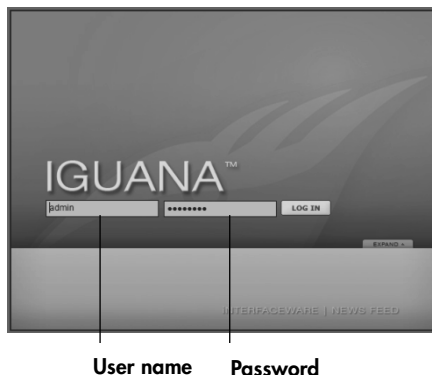 IGUANA™
admin
••••••••
LOG IN
EXPAND
INTERFACEWARE | NEWS FEED
User name
Password